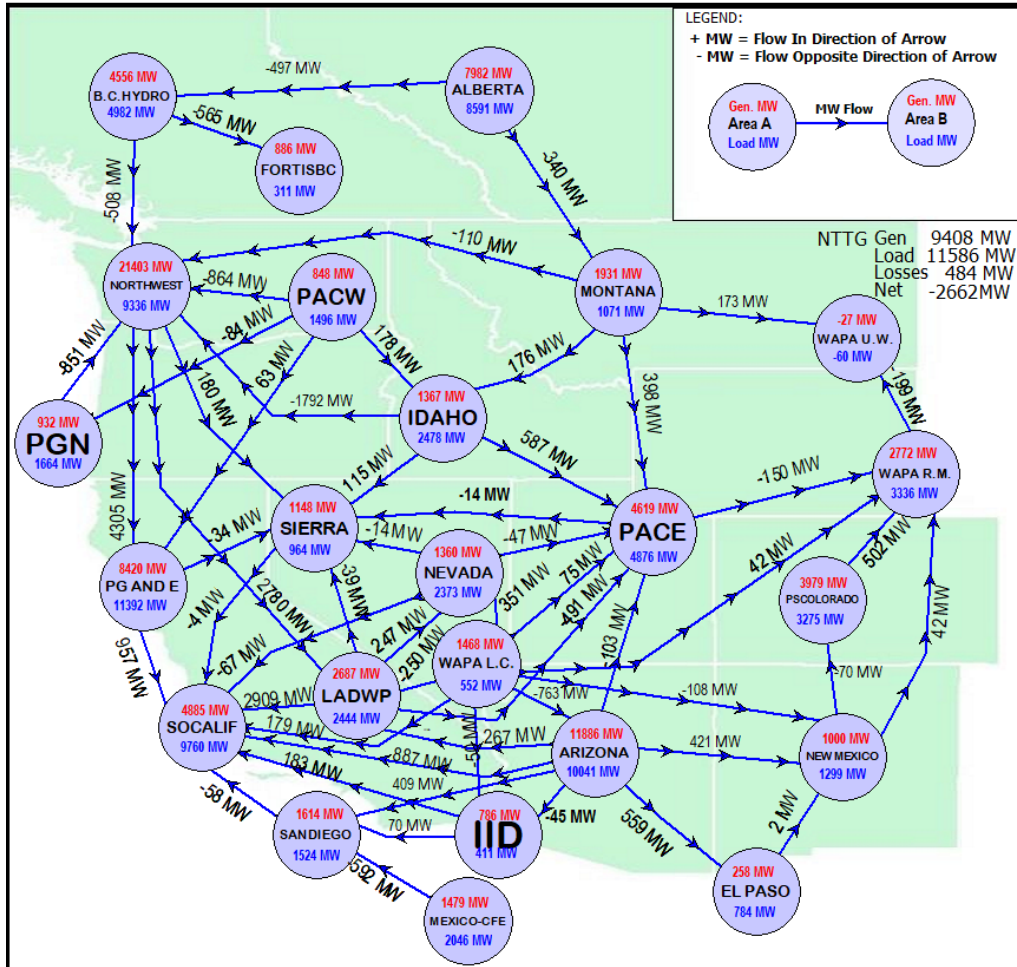 LEGEND:
+ MW = Flow In Direction of Arrow
- MW = Flow Opposite Direction of Arrow
Gen. MW
Area A
Load MW
MW Flow
Gen. MW
Area B
Load MW
NTTG Gen 9408 MW
Load 11586 MW
Losses 484 MW
Net -2662MW
4556 MW
B.C.HYDRO
4982 MW
-497 MW
7982 MW
ALBERTA
8591 MW
-565 MW
886 MW
FORTISBC
311 MW
-340 MW
-508 MW
-110 MW
21403 MW
NORTHWEST
9336 MW
-864 MW
848 MW
PACW
1496 MW
1931 MW
MONTANA
1071 MW
173 MW
-27 MW
WAPA U.W.
-60 MW
-84 MW
-851 MW
178 MW
176 MW
180 MW
63 MW
-1792 MW
398 MW
-199 MW
932 MW
PGN
1664 MW
1367 MW
IDAHO
2478 MW
587 MW
2772 MW
WAPA R.M.
3336 MW
115 MW
-150 MW
4305 MW
-14 MW
1148 MW
SIERRA
964 MW
4619 MW
PACE
4876 MW
-34 MW
-14 MW
-47 MW
42 MW
502 MW
8420 MW
PG AND E
11392 MW
1360 MW
NEVADA
2373 MW
351 MW
75 MW
491 MW
3979 MW
PSCOLORADO
3275 MW
-39 MW
-4 MW
2780 MW
42 MW
957 MW
-67 MW
247 MW
-250 MW
1468 MW
WAPA L.C.
552 MW
-103 MW
-70 MW
2687 MW
LADWP
2444 MW
2909 MW
-763 MW
-108 MW
4885 MW
SOCALIF
9760 MW
179 MW
267 MW
11886 MW
ARIZONA
10041 MW
421 MW
1000 MW
NEW MEXICO
1299 MW
-887 MW
183 MW
409 MW
-58 MW
1614 MW
SANDIEGO
1524 MW
70 MW
786 MW
IID
411 MW
-45 MW
559 MW
2 MW
-592 MW
258 MW
EL PASO
784 MW
1479 MW
MEXICO-CFE
2046 MW